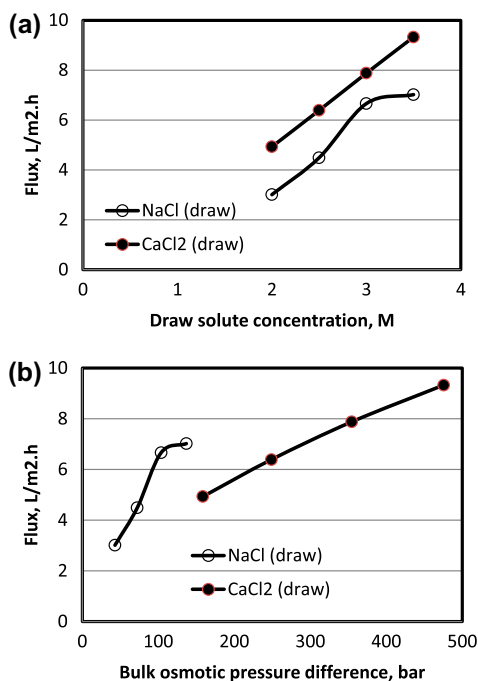 (a)
10
8
6
4
2
0
Flux, L/m2.h
NaCl (draw)
CaCl2 (draw)
0 1 2 3 4
Draw solute concentration, M
(b)
10
8
6
4
2
0
Flux, L/m2.h
NaCl (draw)
CaCl2 (draw)
0 100 200 300 400 500
Bulk osmotic pressure difference, bar